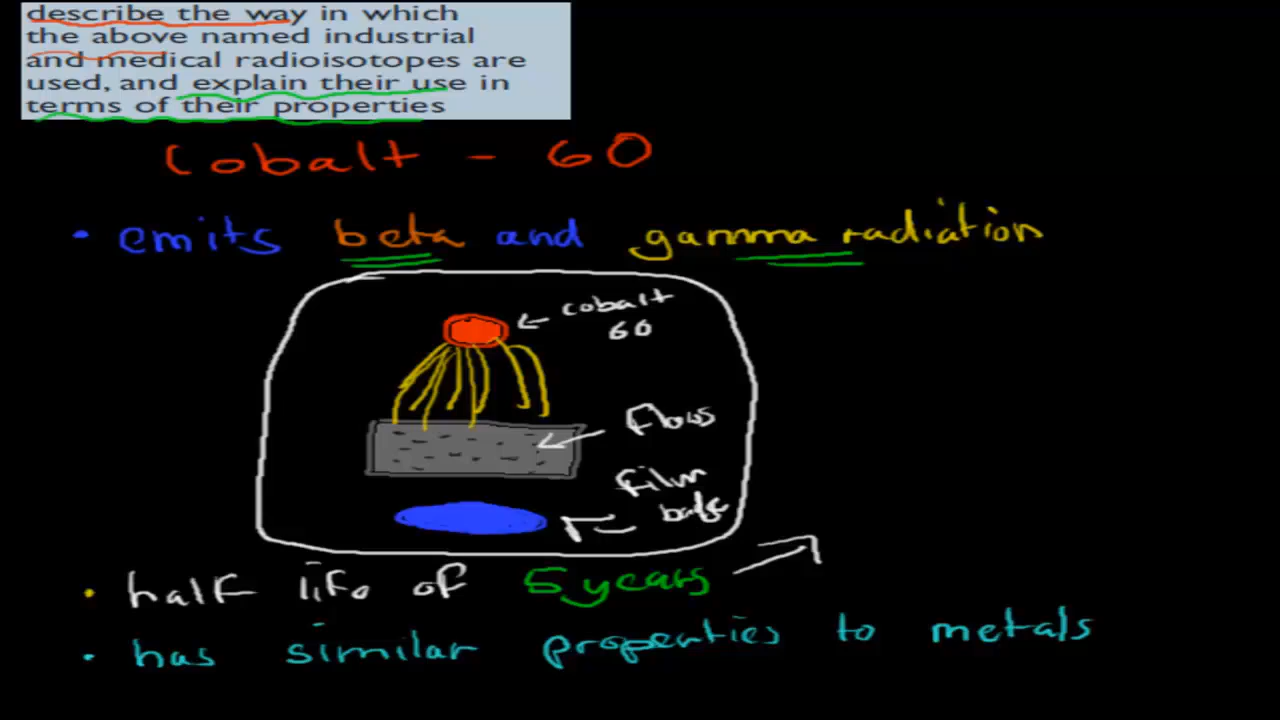 describe the way in which
the above named industrial
and medical radioisotopes are
used, and explain their use in
terms of their properties
Cobalt - 60
• emits beta and gamma radiation
cobalt
60
flaws
film
• half life of 5 years
• has similar properties to metals